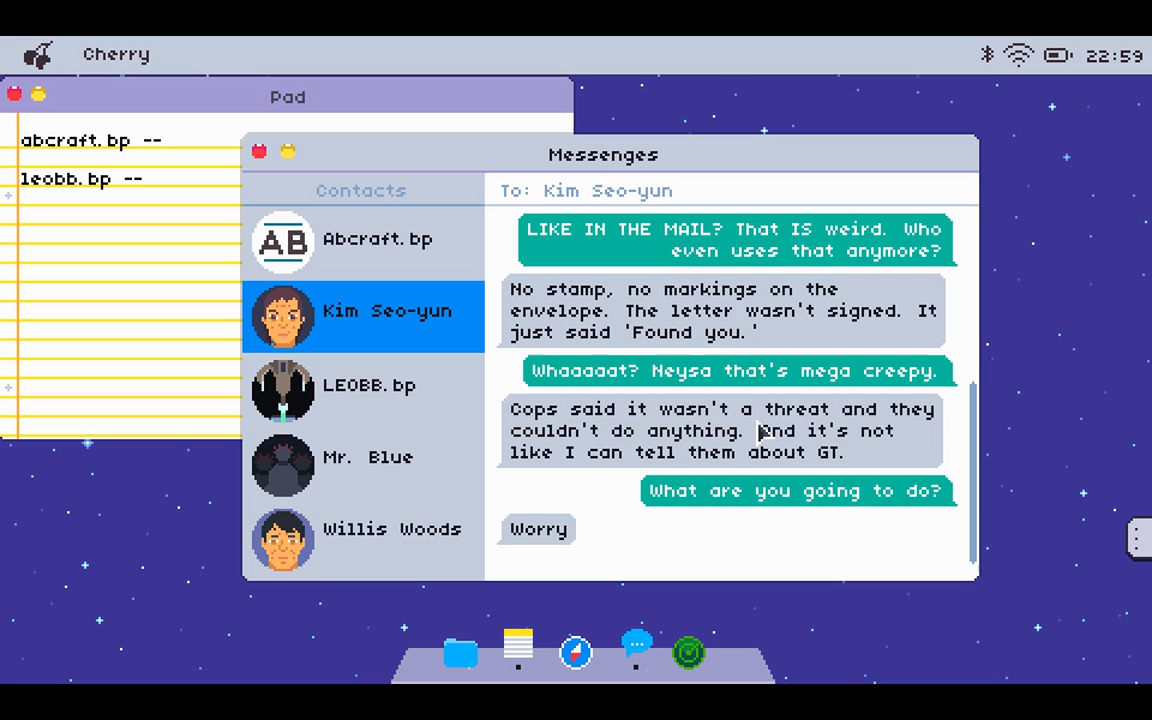 Cherry
22:59
Pad
abcraft.bp --
leobb.bp --
Messenges
Contacts
To: Kim Seo-yun
AB
Abcraft.bp
Kim Seo-yun
LEOBB.bp
Mr. Blue
Willis Woods
LIKE IN THE MAIL? That IS weird. Who
even uses that anymore?
No stamp, no markings on the
envelope. The letter wasn't signed. It
just said 'Found you.'
Whaaaaat? Neysa that's mega creepy.
Cops said it wasn't a threat and they
couldn't do anything. And it's not
like I can tell them about GT.
What are you going to do?
Worry